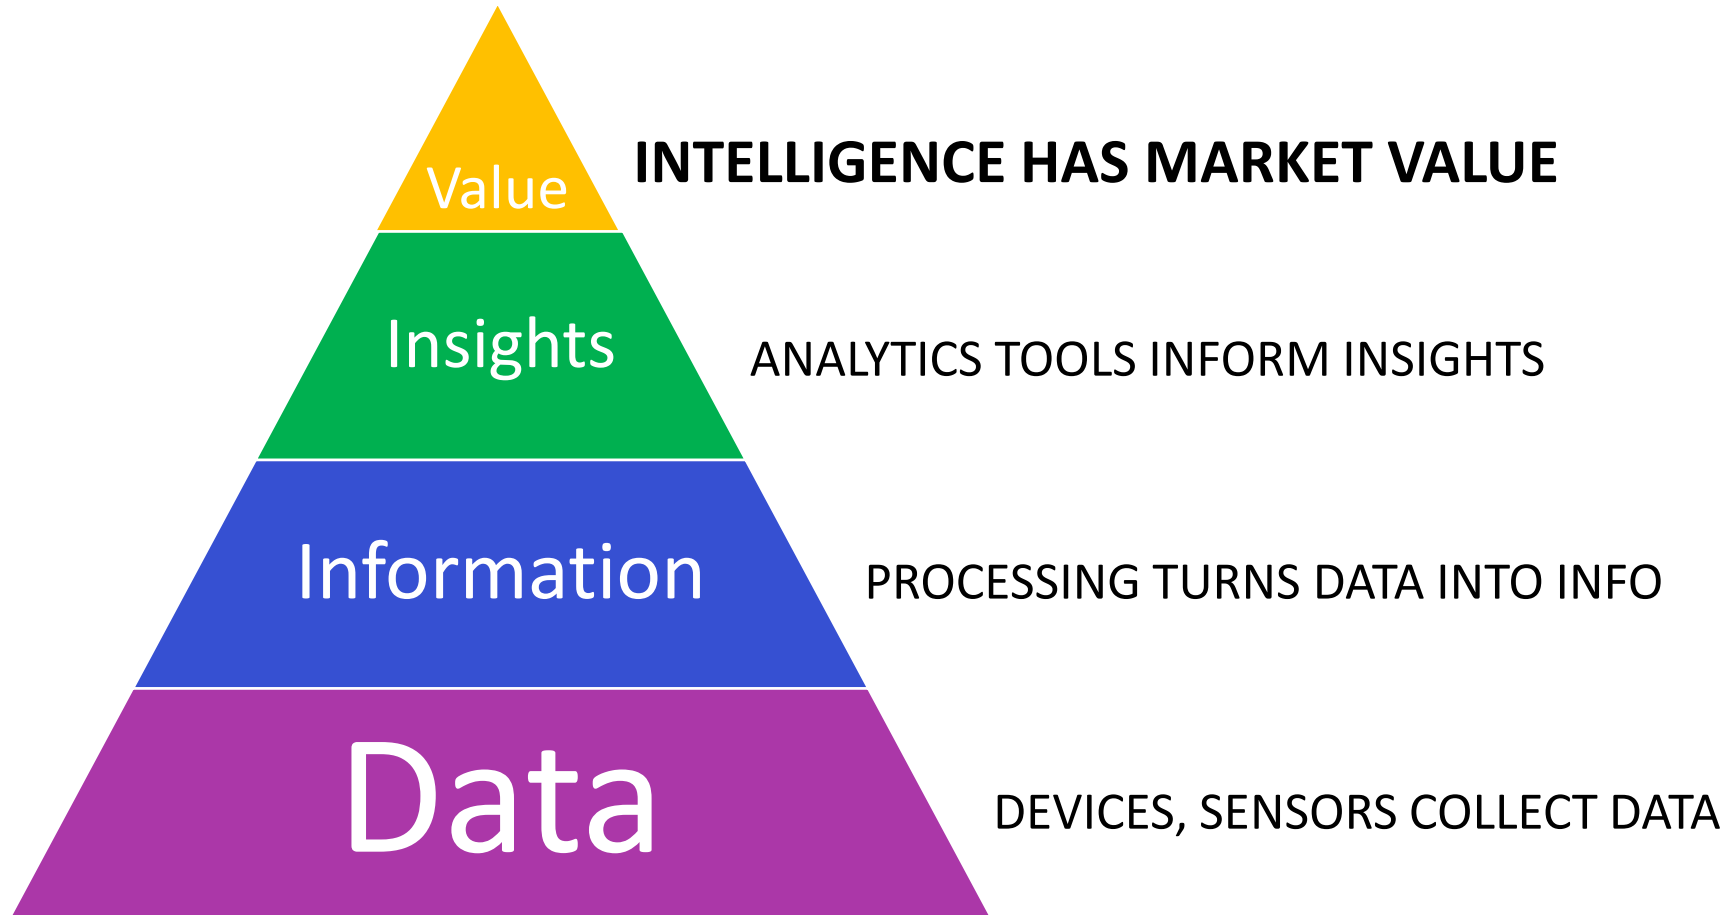 Value
INTELLIGENCE HAS MARKET VALUE
Insights
ANALYTICS TOOLS INFORM INSIGHTS
Information
PROCESSING TURNS DATA INTO INFO
Data
DEVICES, SENSORS COLLECT DATA